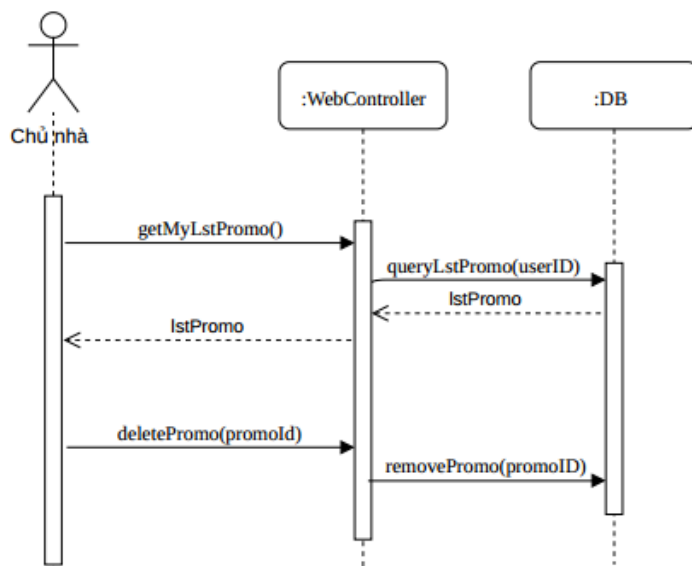 :WebController
:DB
Chủ nhà
getMyLstPromo()
queryLstPromo(userID)
lstPromo
lstPromo
deletePromo(promoId)
removePromo(promoID)